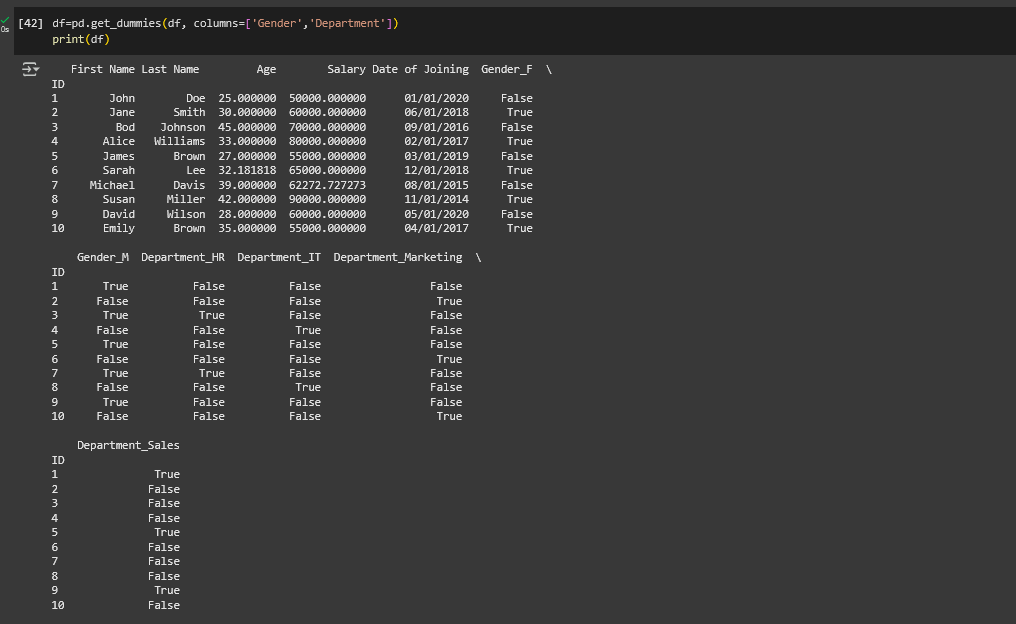 [42] df=pd.get_dummies(df, columns=['Gender','Department'])
0s
print(df)
First Name Last Name Age Salary Date of Joining Gender_F \
ID
1 John Doe 25.000000 50000.000000 01/01/2020 False
2 Jane Smith 30.000000 60000.000000 06/01/2018 True
3 Bod Johnson 45.000000 70000.000000 09/01/2016 False
4 Alice Williams 33.000000 80000.000000 02/01/2017 True
5 James Brown 27.000000 55000.000000 03/01/2019 False
6 Sarah Lee 32.181818 65000.000000 12/01/2018 True
7 Michael Davis 39.000000 62272.727273 08/01/2015 False
8 Susan Miller 42.000000 90000.000000 11/01/2014 True
9 David Wilson 28.000000 60000.000000 05/01/2020 False
10 Emily Brown 35.000000 55000.000000 04/01/2017 True
Gender_M Department_HR Department_IT Department_Marketing \
ID
1 True False False False
2 False False False True
3 True True False False
4 False False True False
5 True False False False
6 False False False True
7 True True False False
8 False False True False
9 True False False False
10 False False False True
Department_Sales
ID
1 True
2 False
3 False
4 False
5 True
6 False
7 False
8 False
9 True
10 False